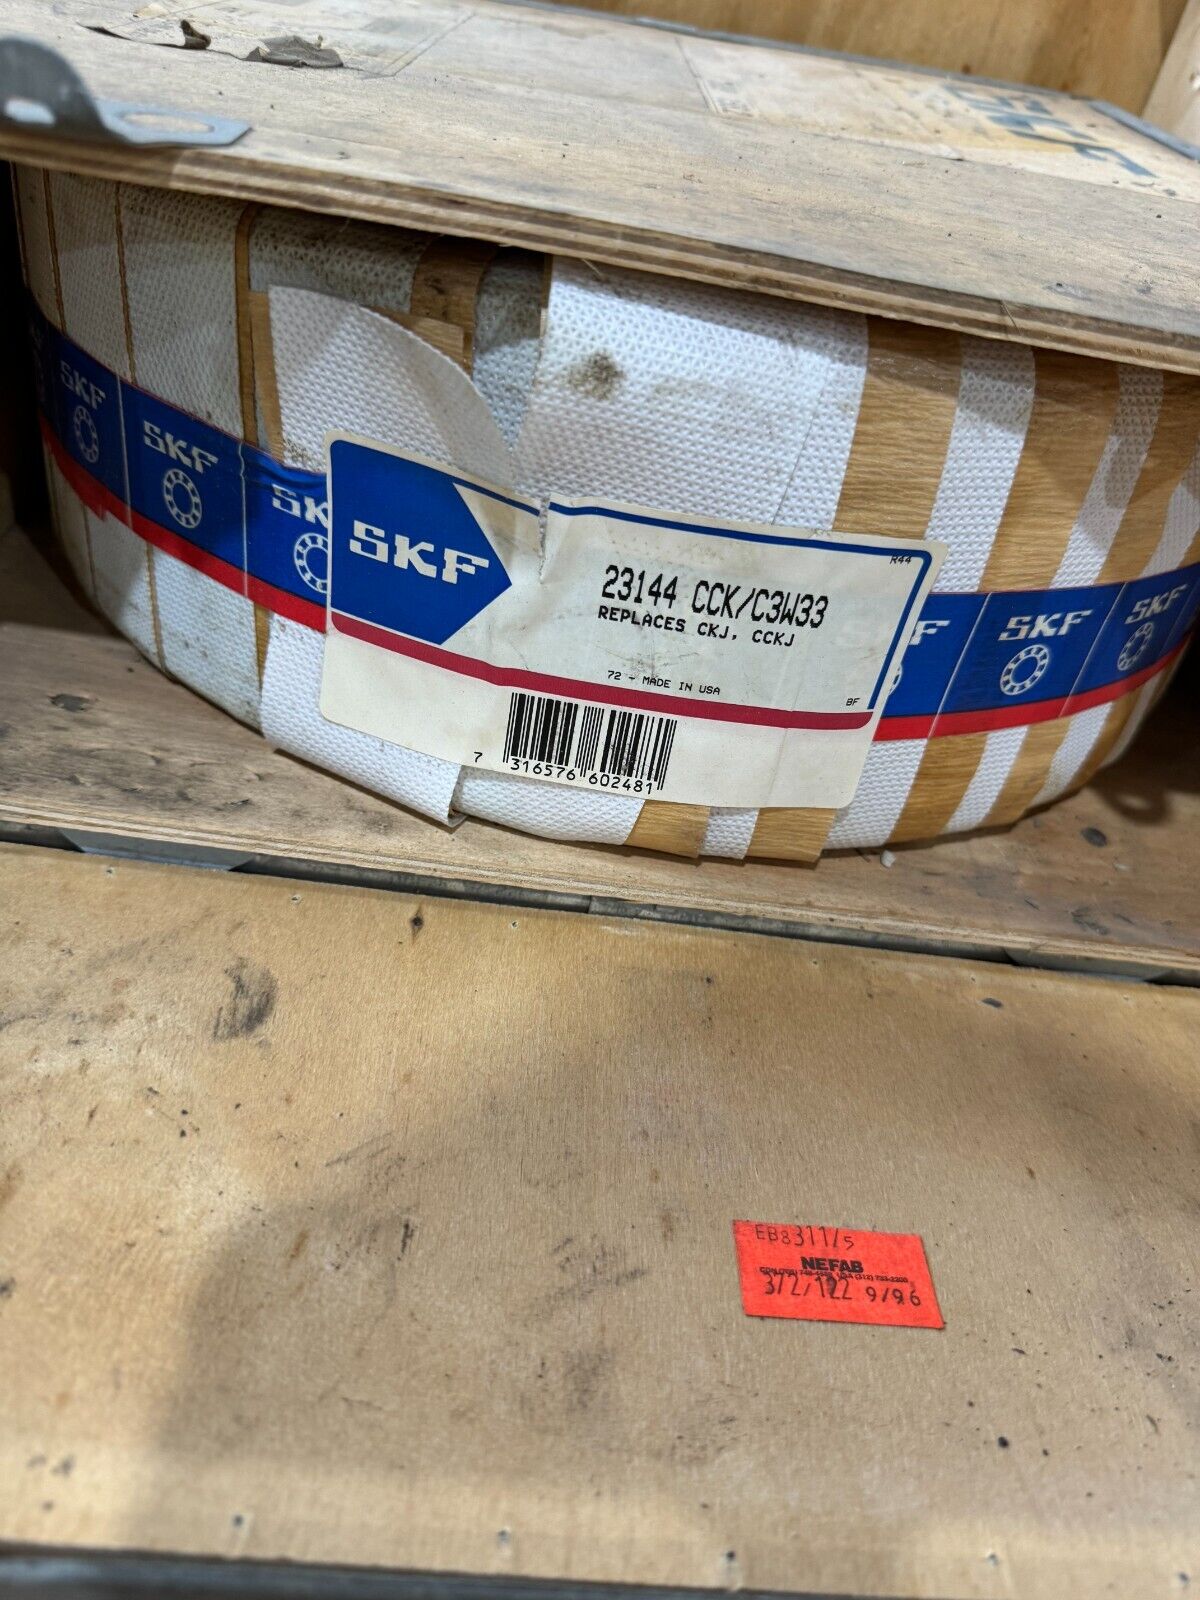 SKF
SKF
SK
SKF
R44
23144 CCK/C3W33
REPLACES CKJ, CCKJ
72 - MADE IN USA
BF
7 316576 602481
F
SKF
SKF
EB8311/5
NEFAB
372/122 9/96